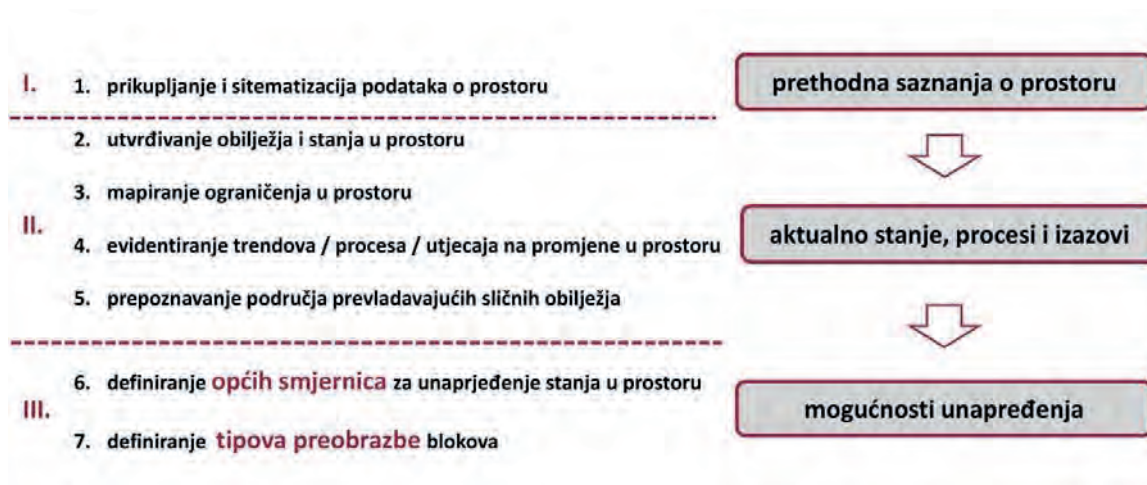 I.
1. prikupljanje i sitematizacija podataka o prostoru
prethodna saznanja o prostoru
II.
2. utvrđivanje obilježja i stanja u prostoru
3. mapiranje ograničenja u prostoru
4. evidentiranje trendova / procesa / utjecaja na promjene u prostoru
5. prepoznavanje područja prevladavajućih sličnih obilježja
aktualno stanje, procesi i izazovi
III.
6. definiranje općih smjernica za unaprjeđenje stanja u prostoru
7. definiranje tipova preobrazbe blokova
mogućnosti unapređenja